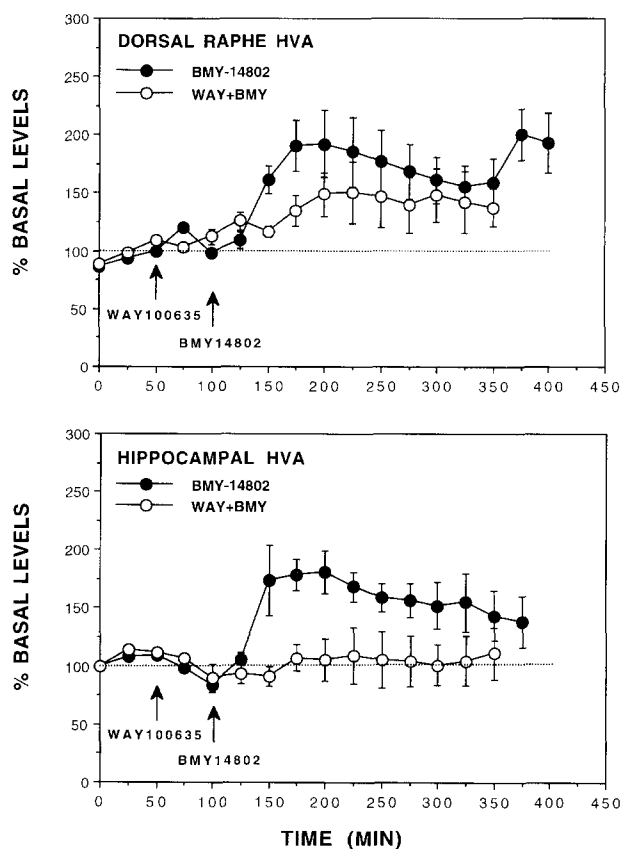 300
DORSAL RAPHE HVA
250
BMY-14802
WAY+BMY
200
150
100
50
WAY100635
BMY14802
0
0 50 100 150 200 250 300 350 400 450
% BASAL LEVELS
300
HIPPOCAMPAL HVA
250
BMY-14802
WAY+BMY
200
150
100
50
WAY100635
BMY14802
0
0 50 100 150 200 250 300 350 400 450
% BASAL LEVELS
TIME (MIN)